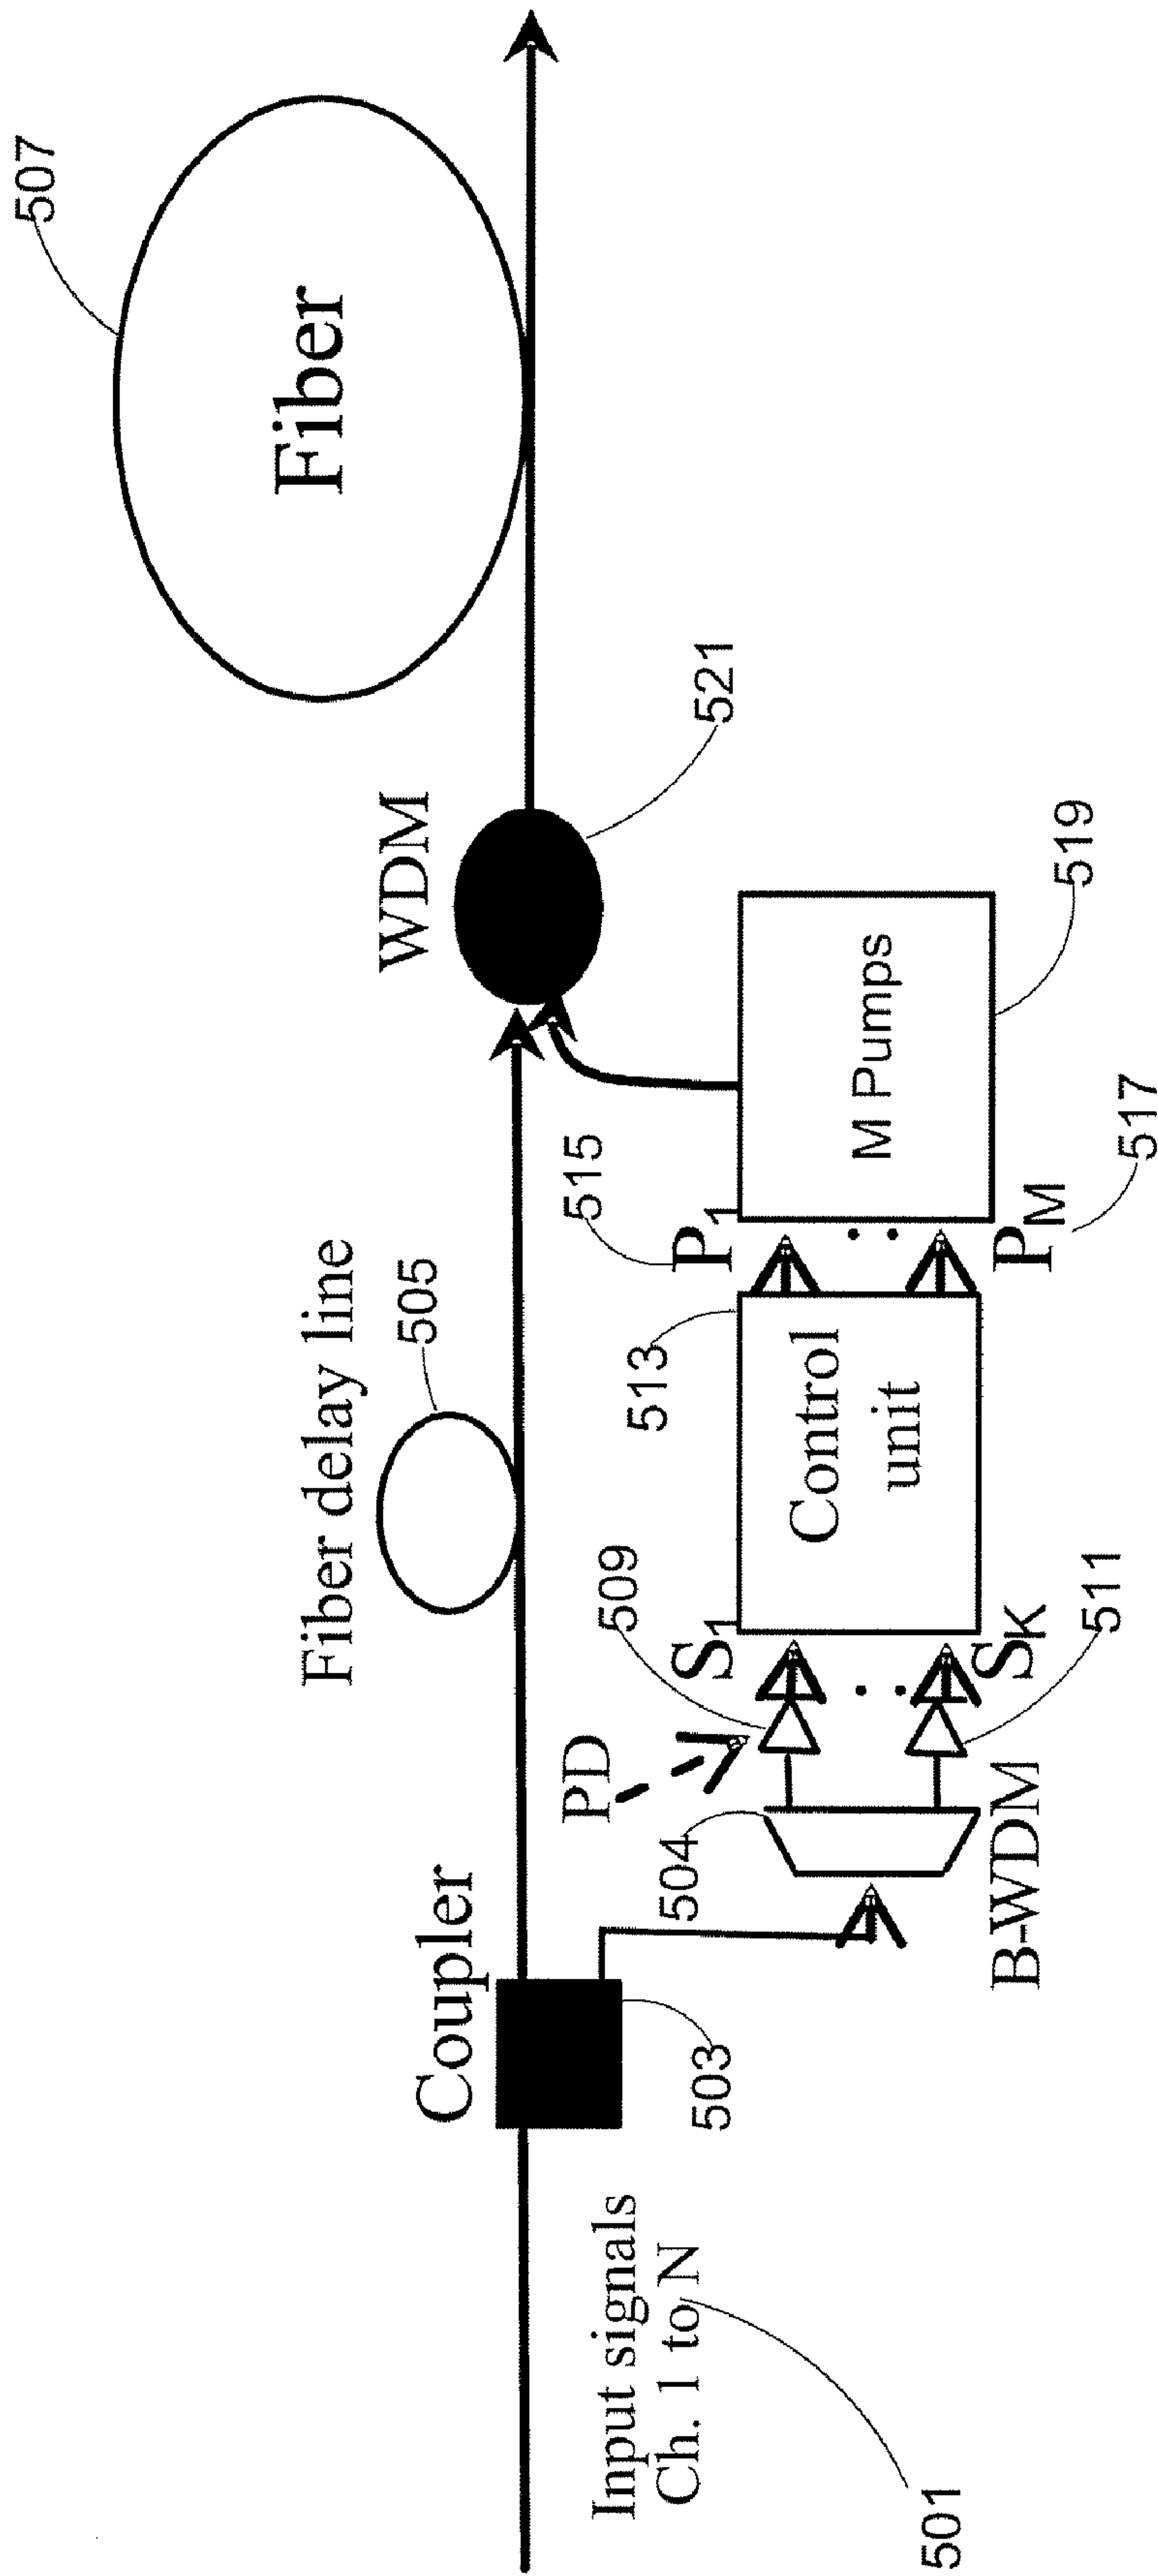 507
Fiber
WDM
521
Fiber delay line
505
515
P1
M Pumps
PM
519
517
513
Control
unit
509
S1
SK
511
PD
504
B-WDM
Coupler
503
Input signals
Ch. 1 to N
501